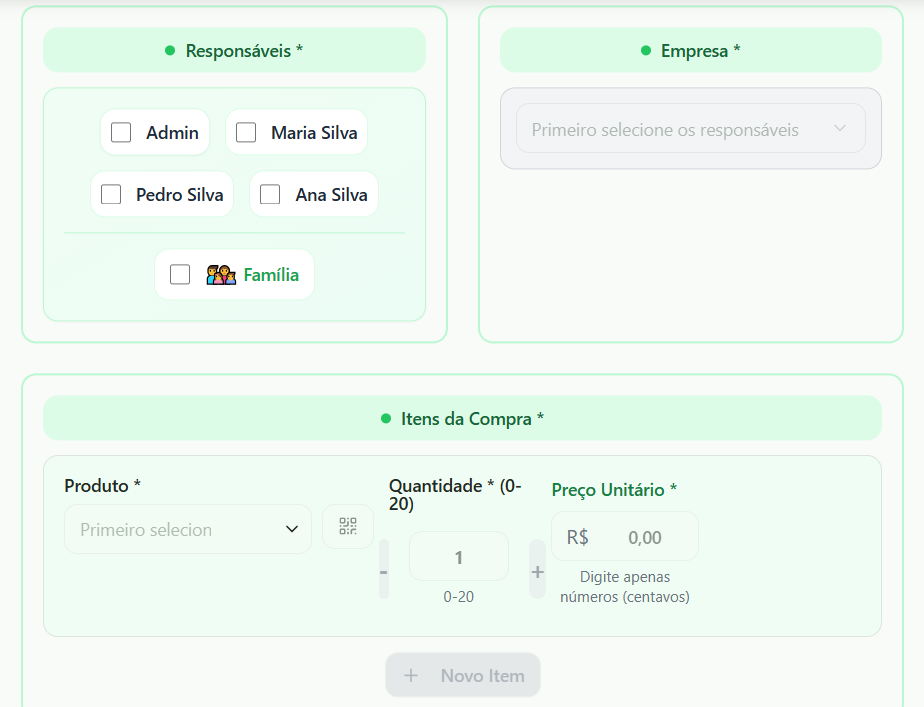 Responsáveis *
Admin
Maria Silva
Pedro Silva
Ana Silva
Família
Empresa *
Primeiro selecione os responsáveis
Itens da Compra *
Produto *
Primeiro selecion
Quantidade * (0-
20)
-
1
+
0-20
Preço Unitário *
R$ 0,00
Digite apenas
números (centavos)
+ Novo Item